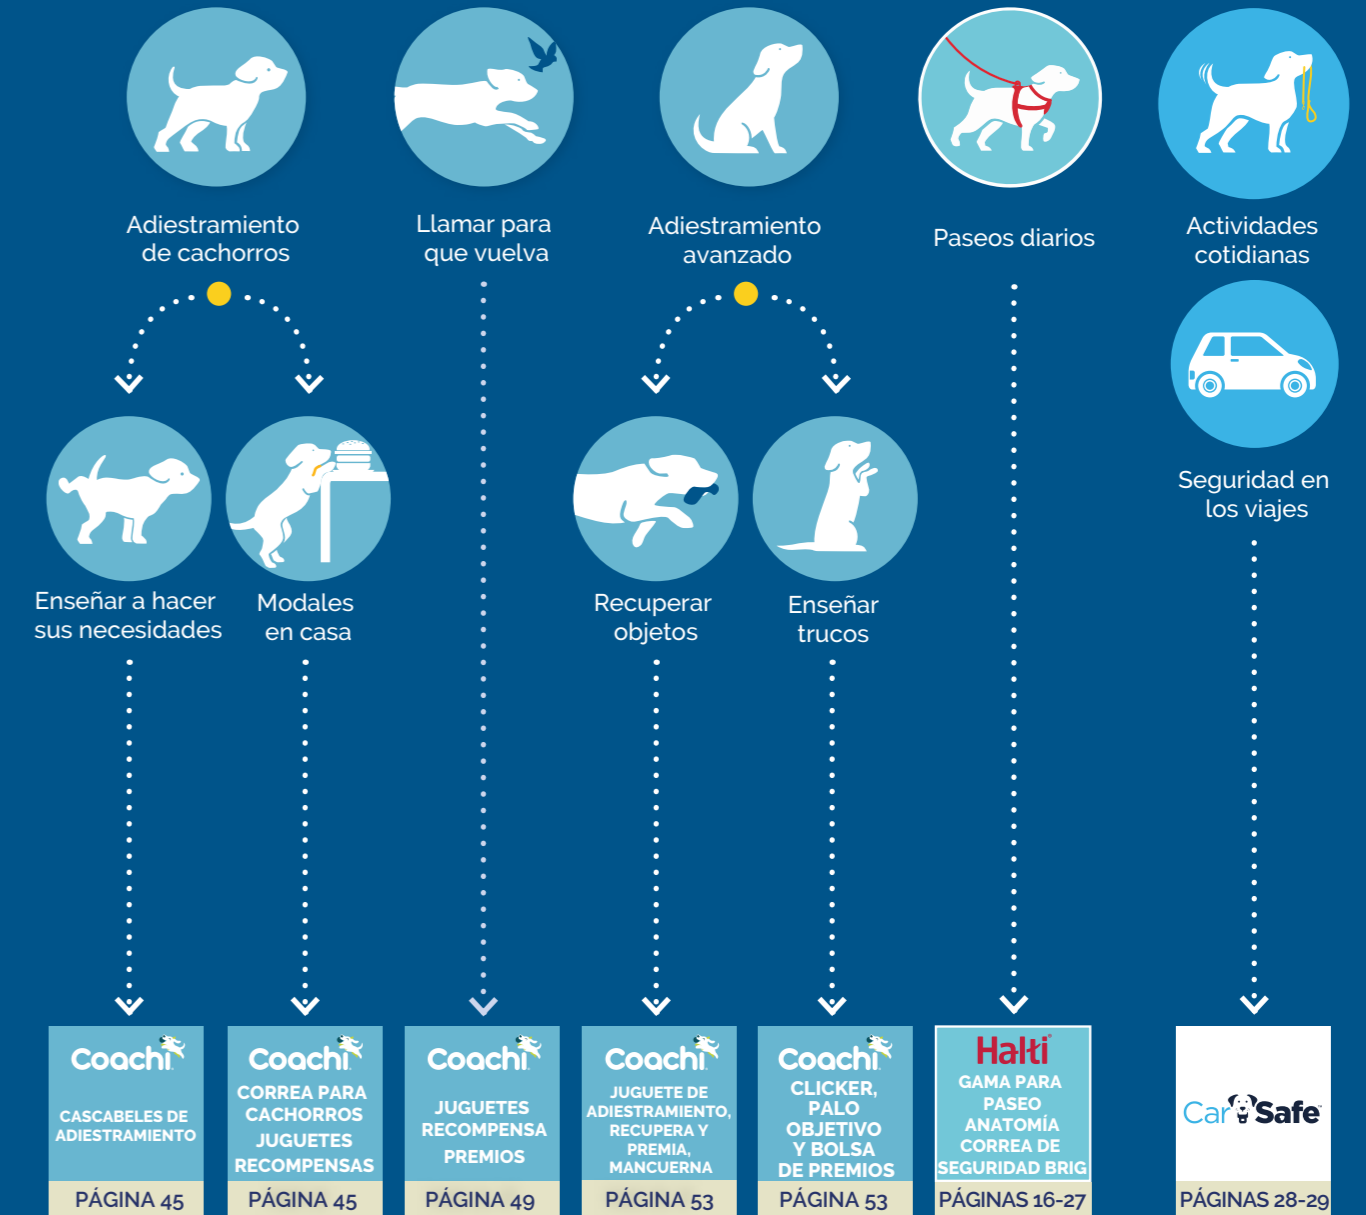 Adiestramiento
de cachorros
Llamar para
que vuelva
Adiestramiento
avanzado
Paseos diarios
Actividades
cotidianas
Seguridad en
los viajes
Enseñar a hacer
sus necesidades
Modales
en casa
Recuperar
objetos
Enseñar
trucos
Coachi
CASCABELES DE
ADIESTRAMIENTO
PÁGINA 45
Coachi
CORREA PARA
CACHORROS
JUGUETES
RECOMPENSAS
PÁGINA 45
Coachi
JUGUETES
RECOMPENSA
PREMIOS
PÁGINA 49
Coachi
JUGUETE DE
ADIESTRAMIENTO,
RECUPERA Y
PREMIA,
MANCUERNA
PÁGINA 53
Coachi
CLICKER,
PALO
OBJETIVO
Y BOLSA
DE PREMIOS
PÁGINA 53
Halti
GAMA PARA
PASEO
ANATOMÍA
CORREA DE
SEGURIDAD BRIG
PÁGINAS 16-27
Car Safe™
PÁGINAS 28-29